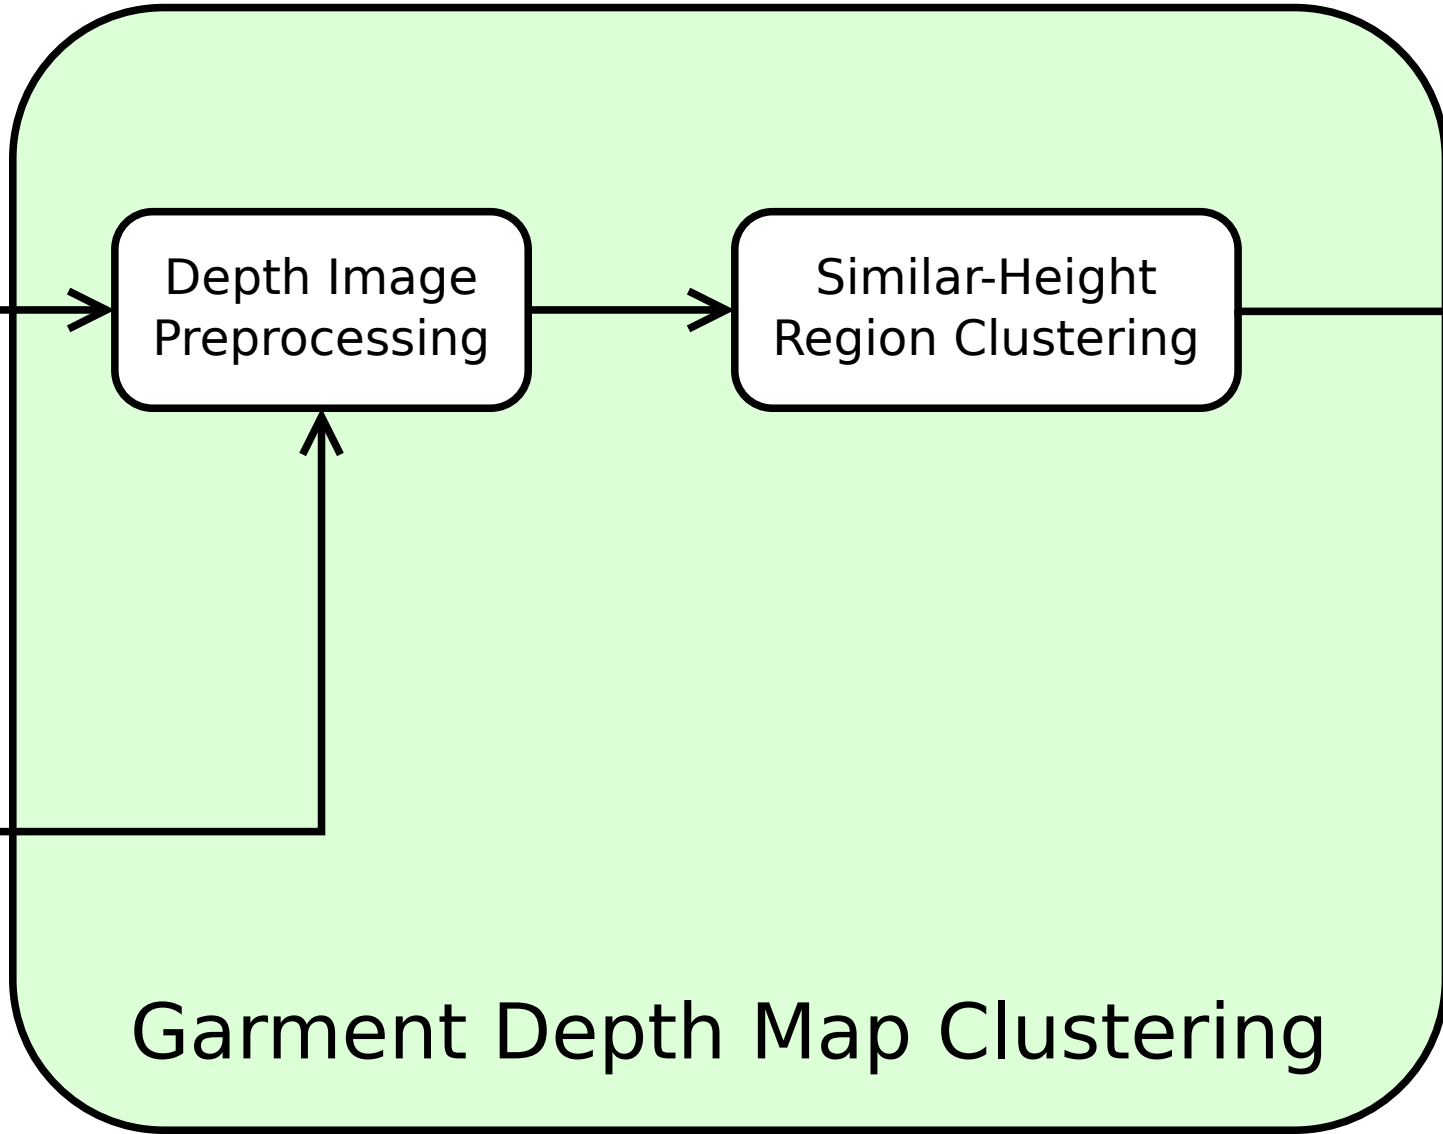 Depth Image
Preprocessing
Similar-Height
Region Clustering
Garment Depth Map Clustering